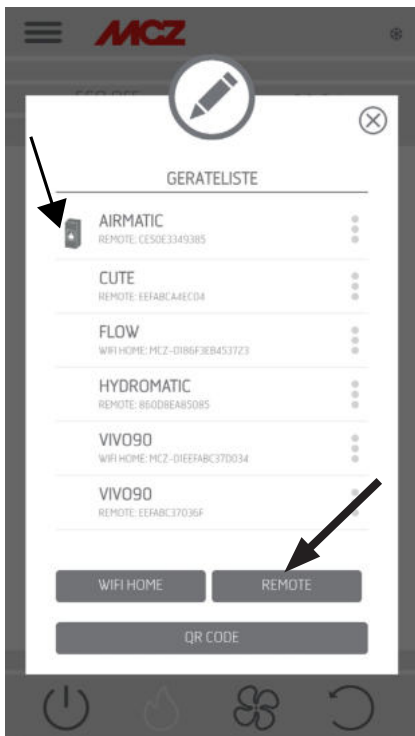 MCZ
GERATELISTE
AIRMATIC
REMOTE: CE50E3349385
CUTE
REMOTE: EEFABCA4EC04
FLOW
WIFI HOME: MCZ-01B6F3EB453723
HYDROMATIC
REMOTE: 860D8EA85085
VIVO90
WIFI HOME: MCZ-01EEFABC370034
VIVO90
REMOTE: EEFABC37036F
WIFI HOME
REMOTE
QR CODE